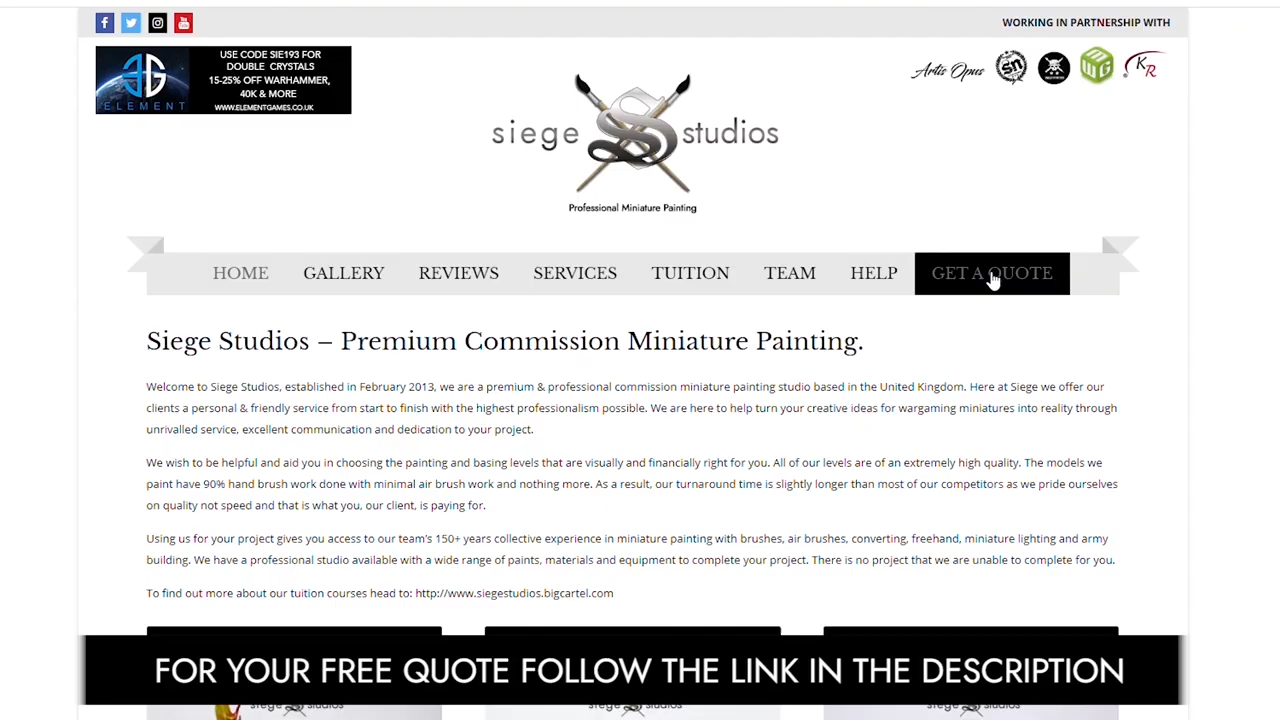 WORKING IN PARTNERSHIP WITH
USE CODE SIE193 FOR
DOUBLE CRYSTALS
15-25% OFF WARHAMMER,
40K & MORE
WWW.ELEMENTGAMES.CO.UK
ELEMENT
Artis Opus
KR
siege studios
Professional Miniature Painting
HOME GALLERY REVIEWS SERVICES TUITION TEAM HELP GET A QUOTE
Siege Studios – Premium Commission Miniature Painting.
Welcome to Siege Studios, established in February 2013, we are a premium & professional commission miniature painting studio based in the United Kingdom. Here at Siege we offer our
clients a personal & friendly service from start to finish with the highest professionalism possible. We are here to help turn your creative ideas for wargaming miniatures into reality through
unrivalled service, excellent communication and dedication to your project.
We wish to be helpful and aid you in choosing the painting and basing levels that are visually and financially right for you. All of our levels are of an extremely high quality. The models we
paint have 90% hand brush work done with minimal air brush work and nothing more. As a result, our turnaround time is slightly longer than most of our competitors as we pride ourselves
on quality not speed and that is what you, our client, is paying for.
Using us for your project gives you access to our team's 150+ years collective experience in miniature painting with brushes, air brushes, converting, freehand, miniature lighting and army
building. We have a professional studio available with a wide range of paints, materials and equipment to complete your project. There is no project that we are unable to complete for you.
To find out more about our tuition courses head to: http://www.siegestudios.bigcartel.com
FOR YOUR FREE QUOTE FOLLOW THE LINK IN THE DESCRIPTION